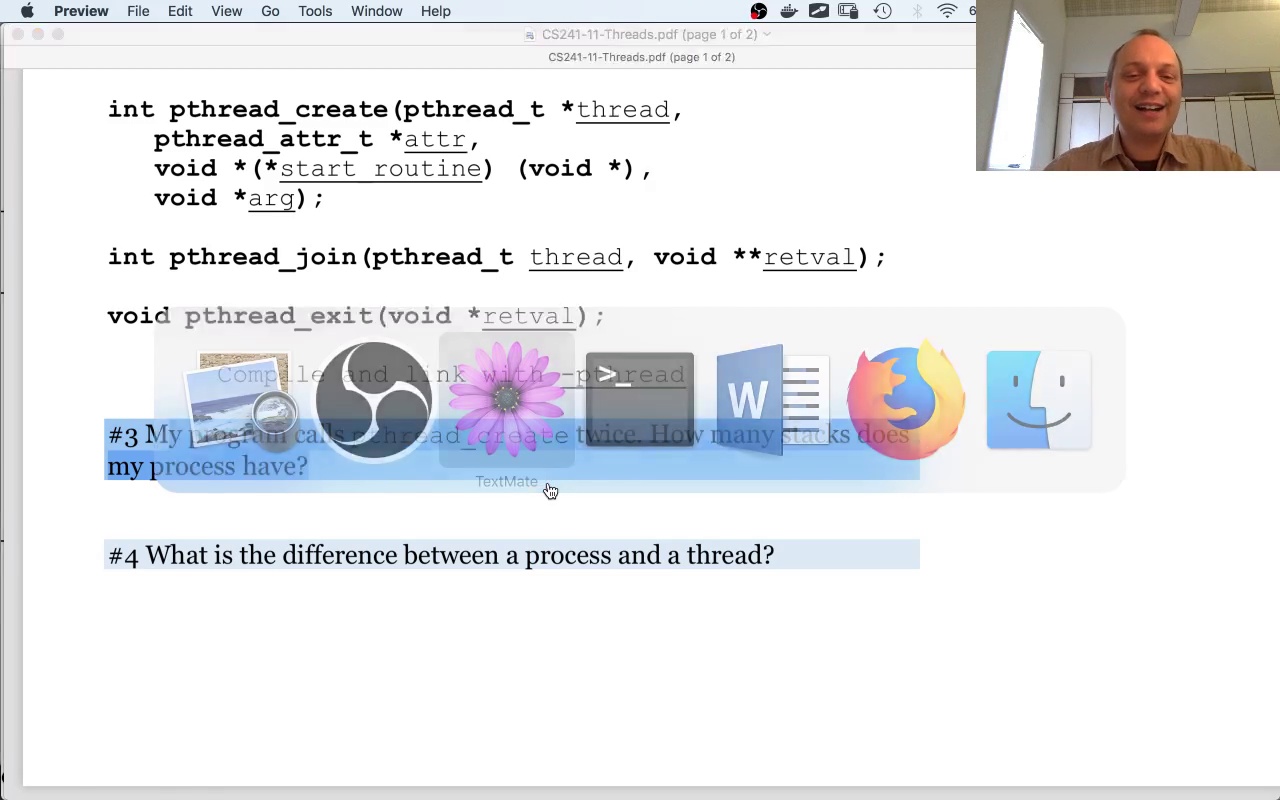 Preview File Edit View Go Tools Window Help 6
CS241-11-Threads.pdf (page 1 of 2)
CS241-11-Threads.pdf (page 1 of 2)
int pthread_create(pthread_t *thread,
pthread_attr_t *attr,
void *(*start_routine) (void *),
void *arg);
int pthread_join(pthread_t thread, void **retval);
void pthread_exit(void *retval);
Compile and link with -pthread
>_
W
#3 My program calls pthread_create twice. How many stacks does
my process have?
TextMate
#4 What is the difference between a process and a thread?